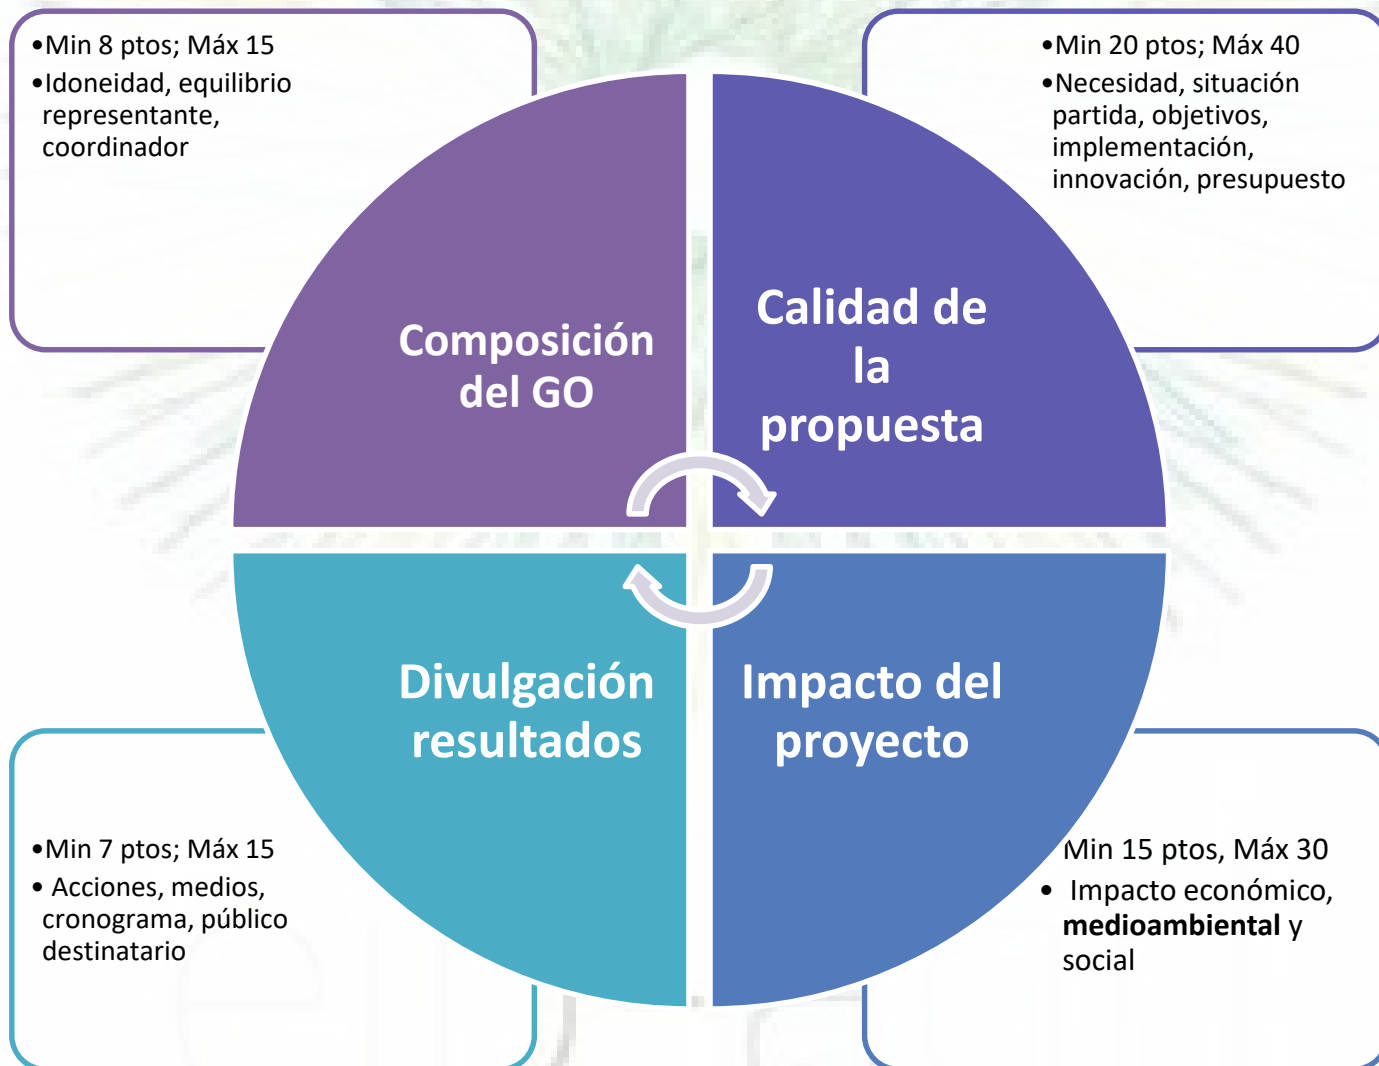 •Min 8 ptos; Máx 15
•Idoneidad, equilibrio
representante,
coordinador
•Min 20 ptos; Máx 40
•Necesidad, situación
partida, objetivos,
implementación,
innovación, presupuesto
Composición
del GO
Calidad de
la
propuesta
Divulgación
resultados
Impacto del
proyecto
•Min 7 ptos; Máx 15
• Acciones, medios,
cronograma, público
destinatario
Min 15 ptos, Máx 30
• Impacto económico,
medioambiental y
social